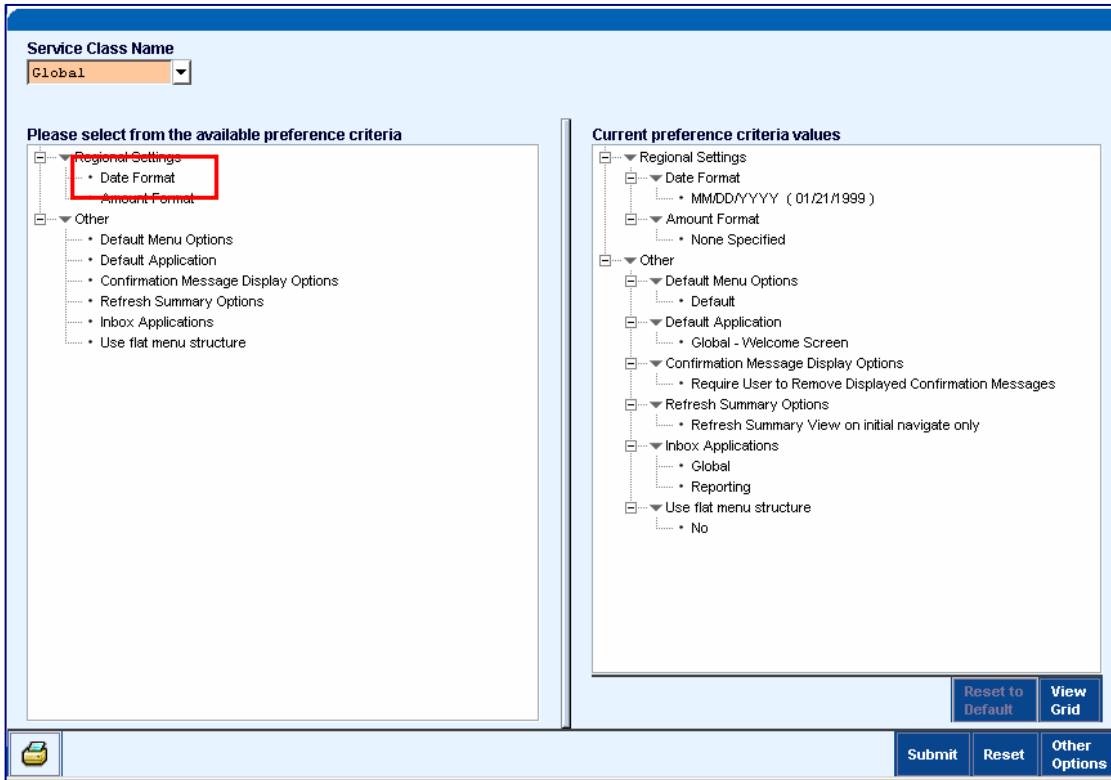 Service Class Name
Global
Please select from the available preference criteria
Regional Settings
Date Format
Amount Format
Other
Default Menu Options
Default Application
Confirmation Message Display Options
Refresh Summary Options
Inbox Applications
Use flat menu structure
Current preference criteria values
Regional Settings
Date Format
MM/DD/YYYY ( 01/21/1999 )
Amount Format
None Specified
Other
Default Menu Options
Default
Default Application
Global - Welcome Screen
Confirmation Message Display Options
Require User to Remove Displayed Confirmation Messages
Refresh Summary Options
Refresh Summary View on initial navigate only
Inbox Applications
Global
Reporting
Use flat menu structure
No
Reset to
Default
View
Grid
Submit
Reset
Other
Options